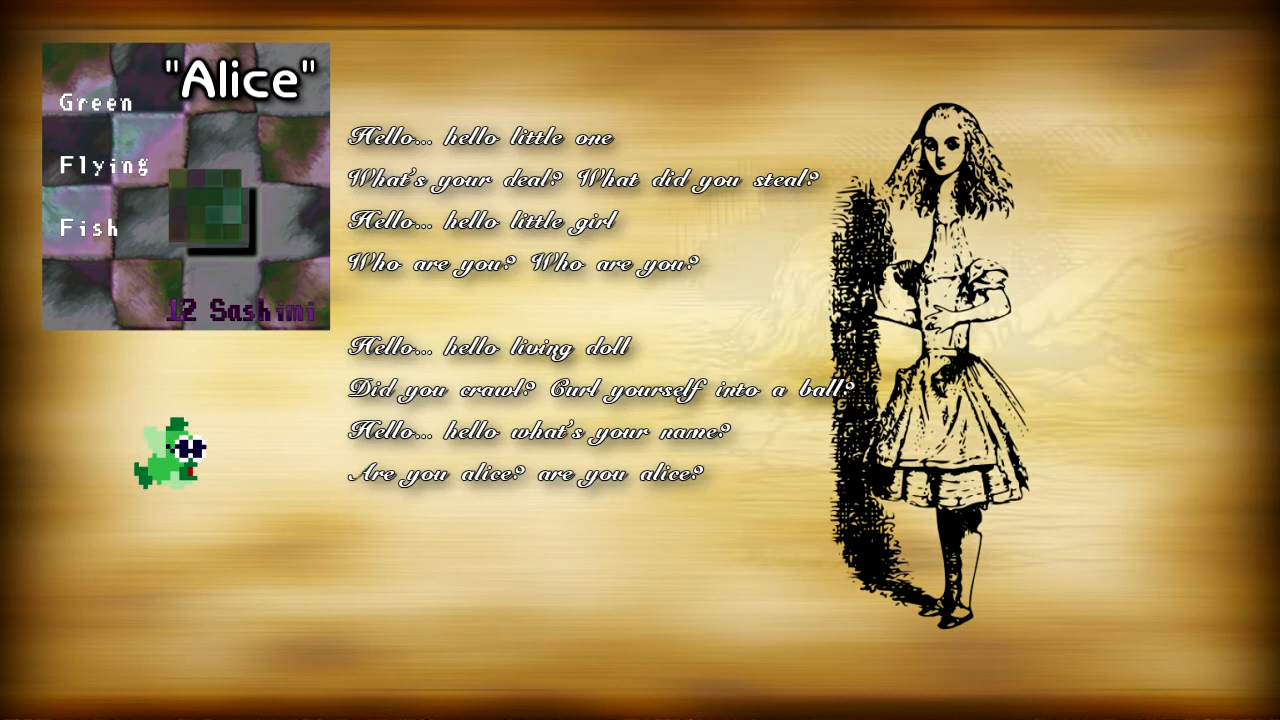 "Alice"
Green
Flying
Fish
12 Sashimi
Hello... hello little one
What's your deal? What did you steal?
Hello... hello little girl
Who are you? Who are you?
Hello... hello living doll
Did you crawl? Curl yourself into a ball?
Hello... hello what's your name?
Are you alice? are you alice?